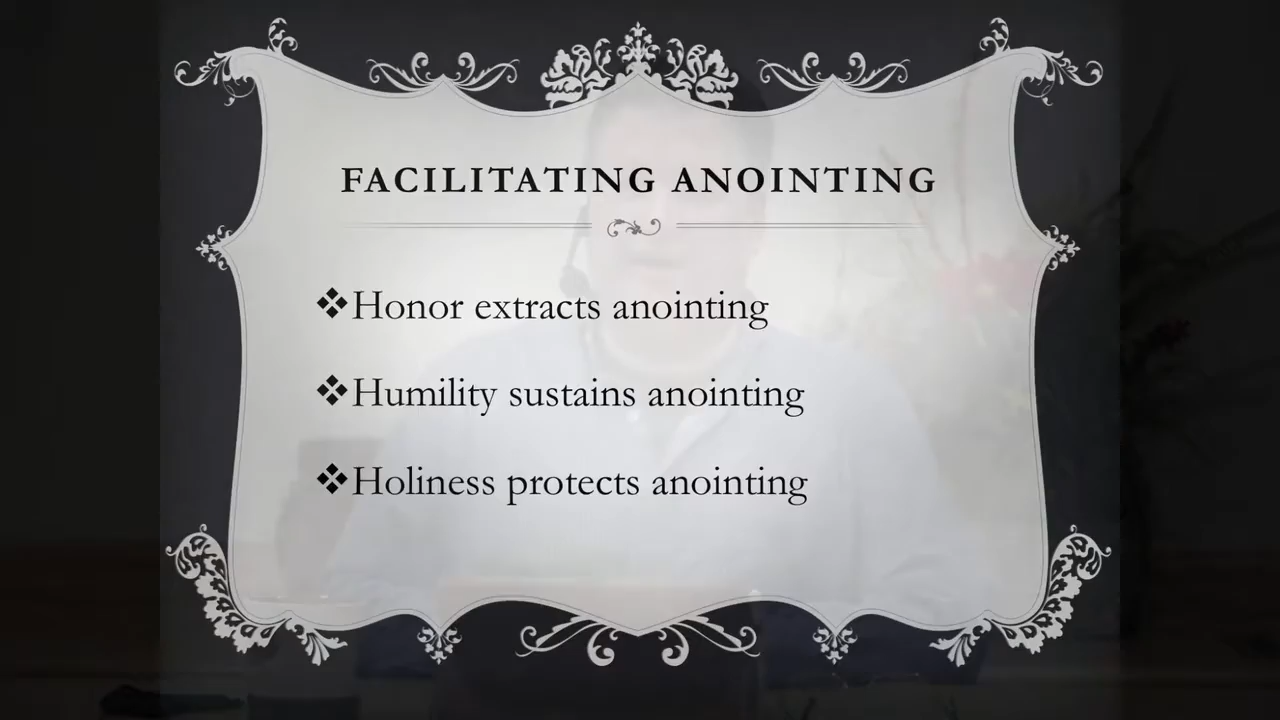 FACILITATING ANOINTING
❖Honor extracts anointing
❖Humility sustains anointing
❖Holiness protects anointing